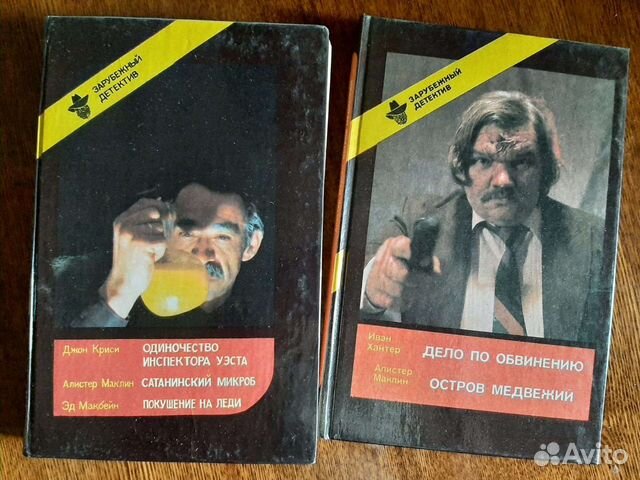 ЗАРУБЕЖНЫЙ
ДЕТЕКТИВ
Джон Криси ОДИНОЧЕСТВО
ИНСПЕКТОРА УЭСТА
Алистер Маклин САТАНИНСКИЙ МИКРОБ
Эд Макбейн ПОКУШЕНИЕ НА ЛЕДИ
ЗАРУБЕЖНЫЙ
ДЕТЕКТИВ
Иван
Хантер ДЕЛО ПО ОБВИНЕНИЮ
Алистер
Маклин ОСТРОВ МЕДВЕЖИЙ
Avito